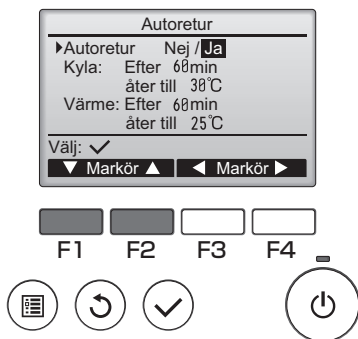 Autoretur
Autoretur Nej / Ja
Kyla: Efter 60min
åter till 30°C
Värme: Efter 60min
åter till 25°C
Välj: ✓
▼ Markör ▲ ◀ Markör ▶
F1 F2 F3 F4